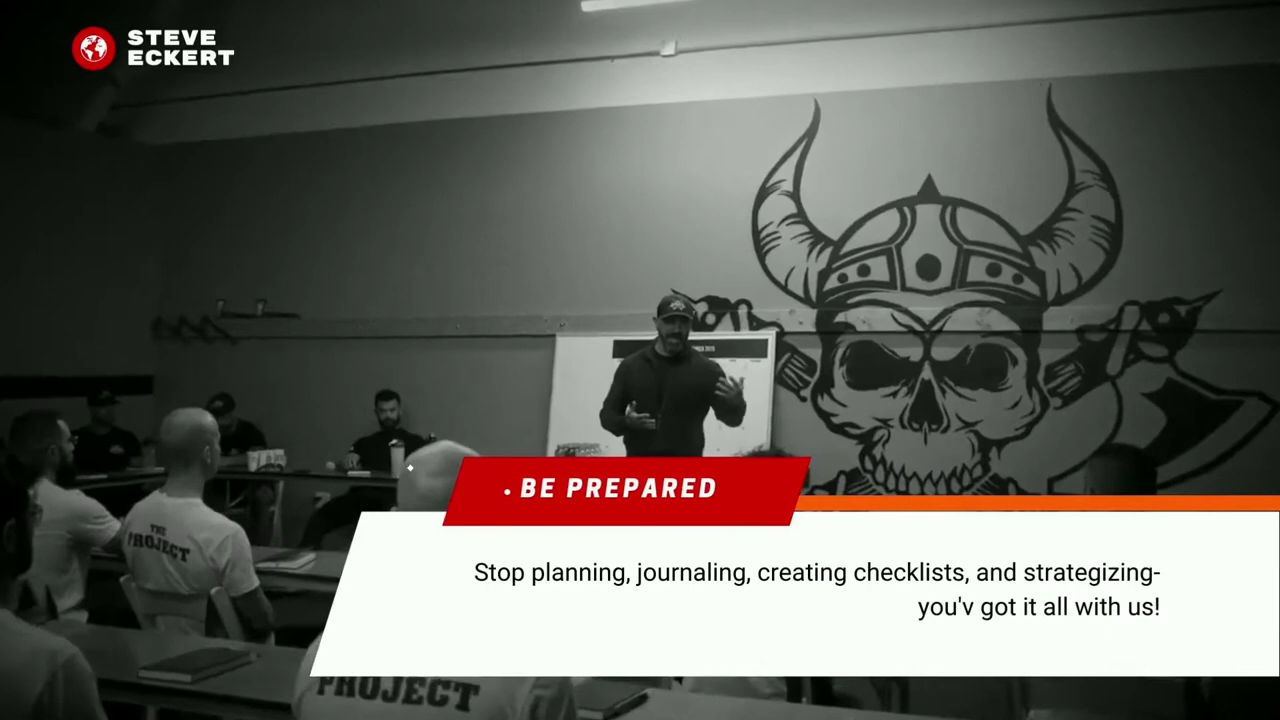 STEVE
ECKERT
• BE PREPARED
Stop planning, journaling, creating checklists, and strategizing-
you'v got it all with us!
THE
PROJECT
PROJECT